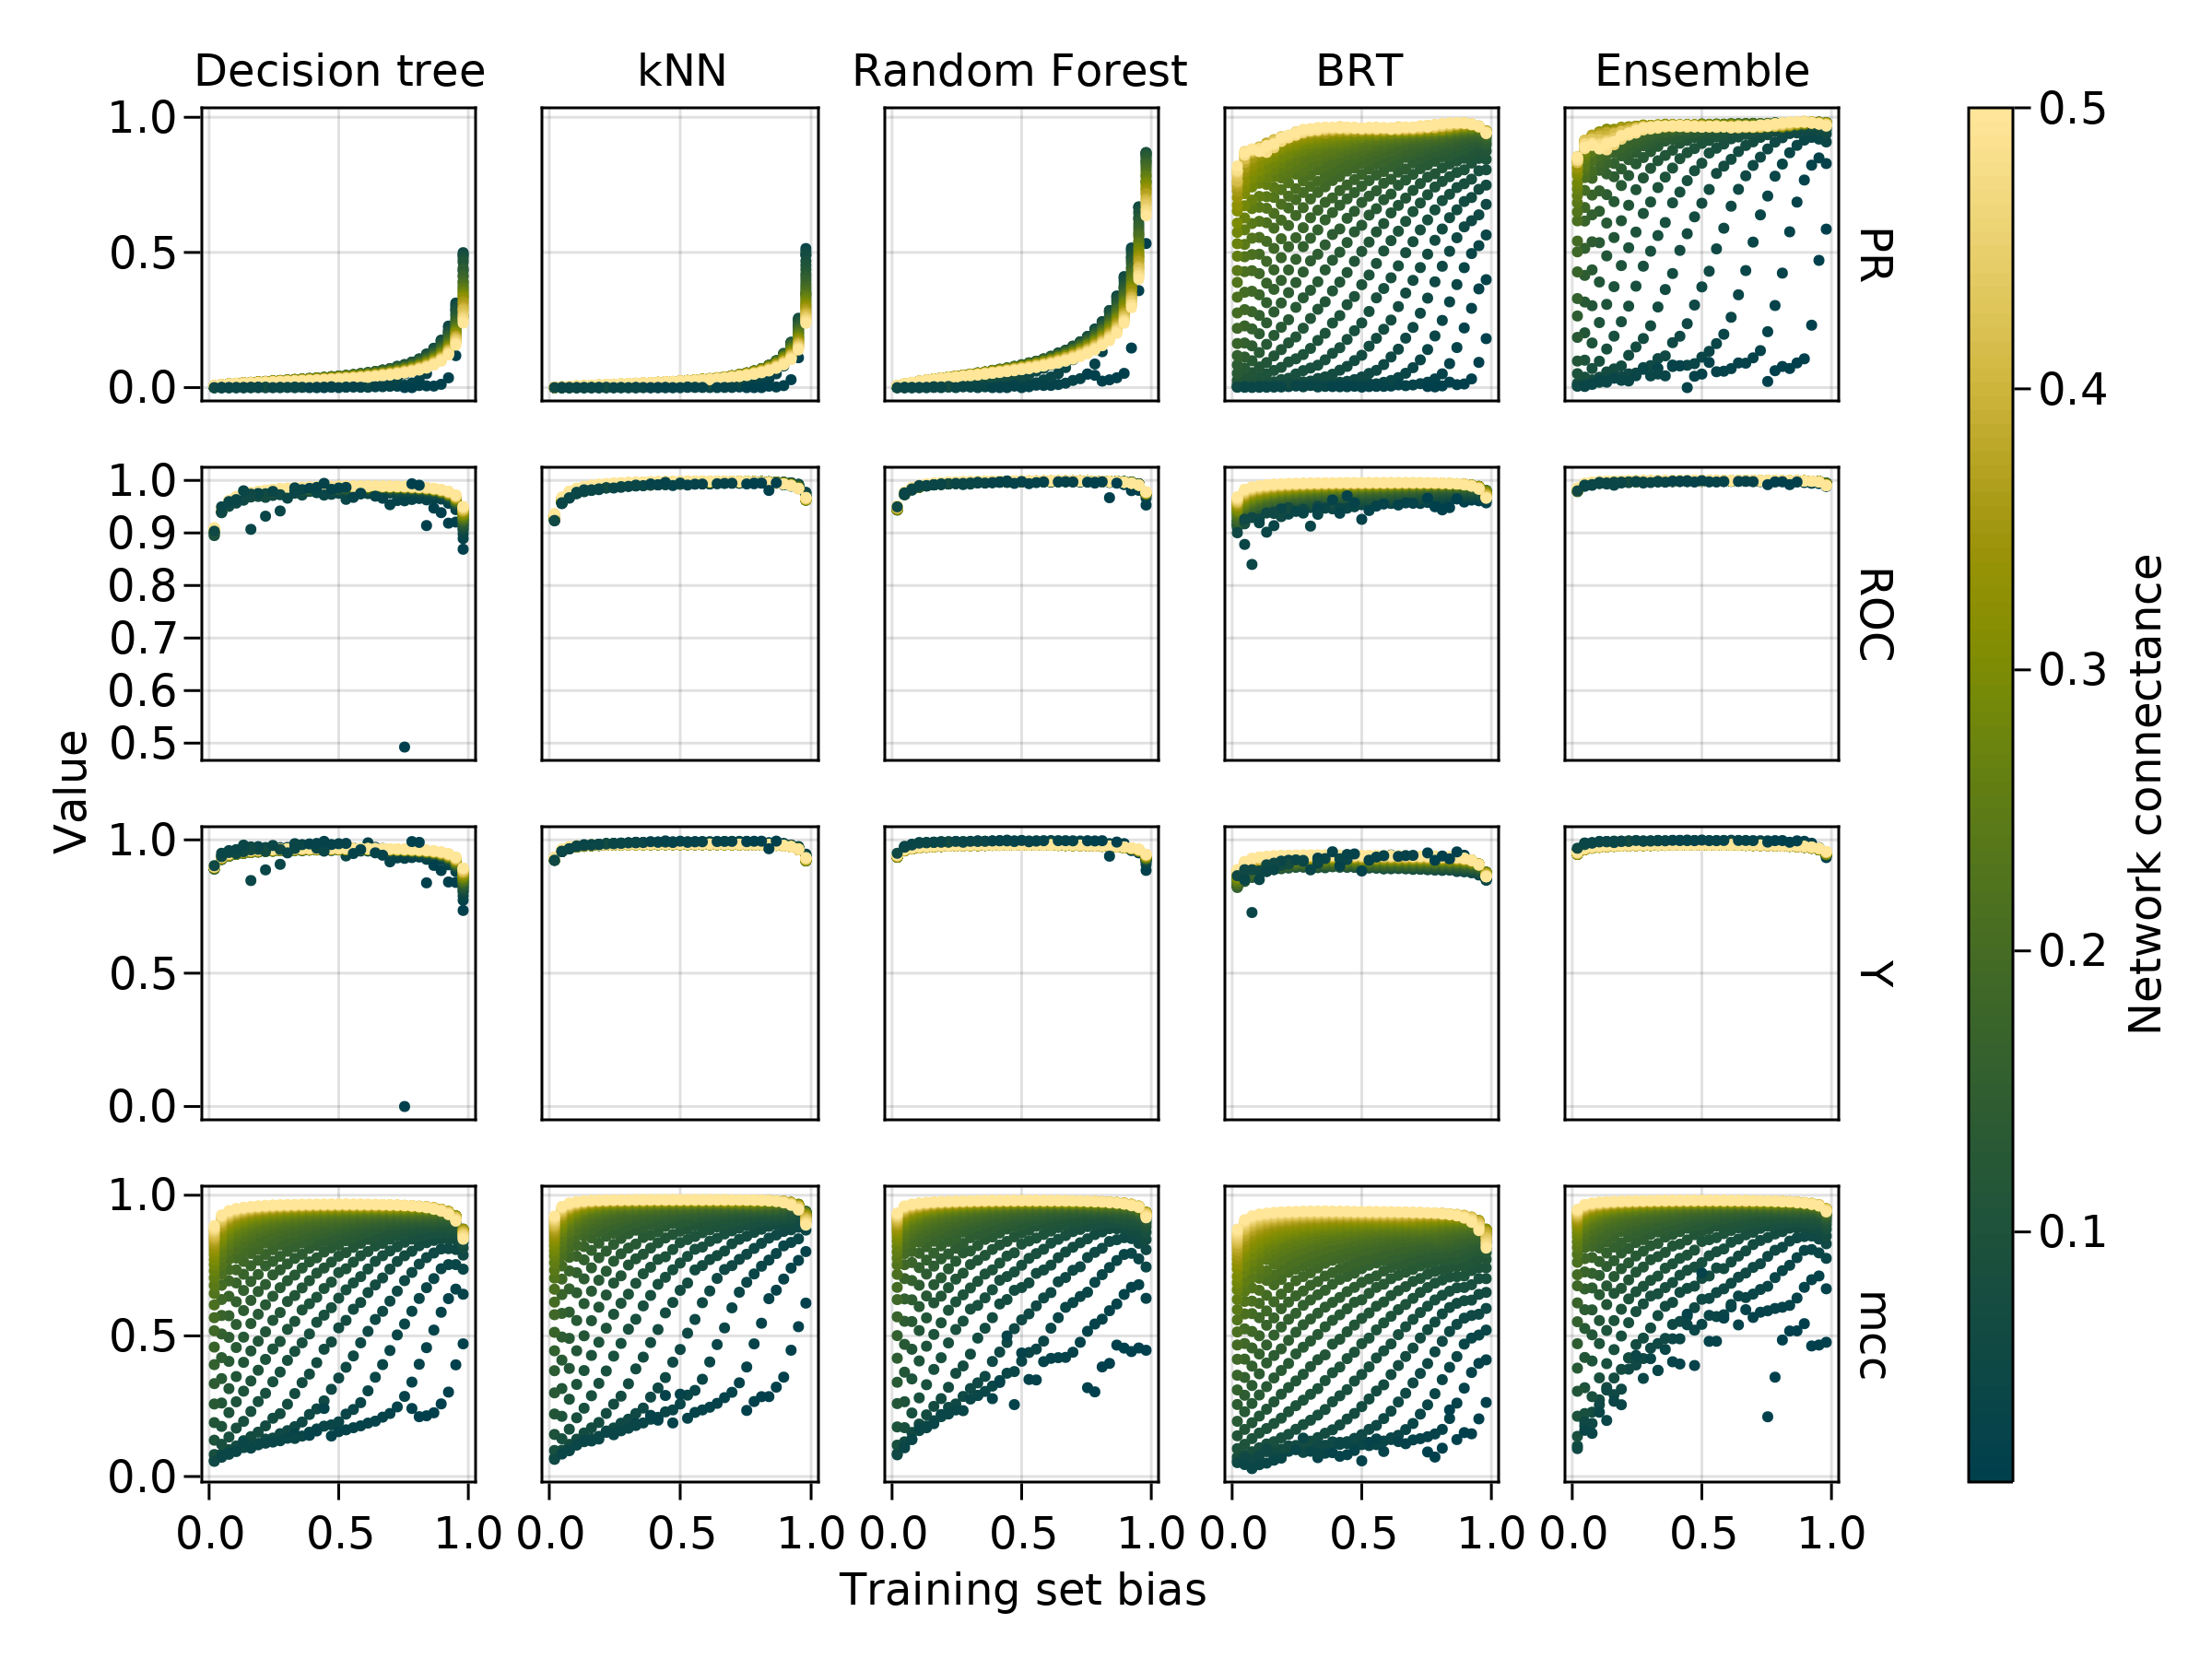 Decision tree kNN Random Forest BRT Ensemble
1.0
0.5
0.0
PR
1.0
0.9
0.8
0.7
0.6
0.5
ROC
1.0
0.5
0.0
Y
1.0
0.5
0.0
mcc
0.0 0.5 1.0 0.0 0.5 1.0 0.0 0.5 1.0 0.0 0.5 1.0 0.0 0.5 1.0
Value
Training set bias
0.5
0.4
0.3
0.2
0.1
Network connectance